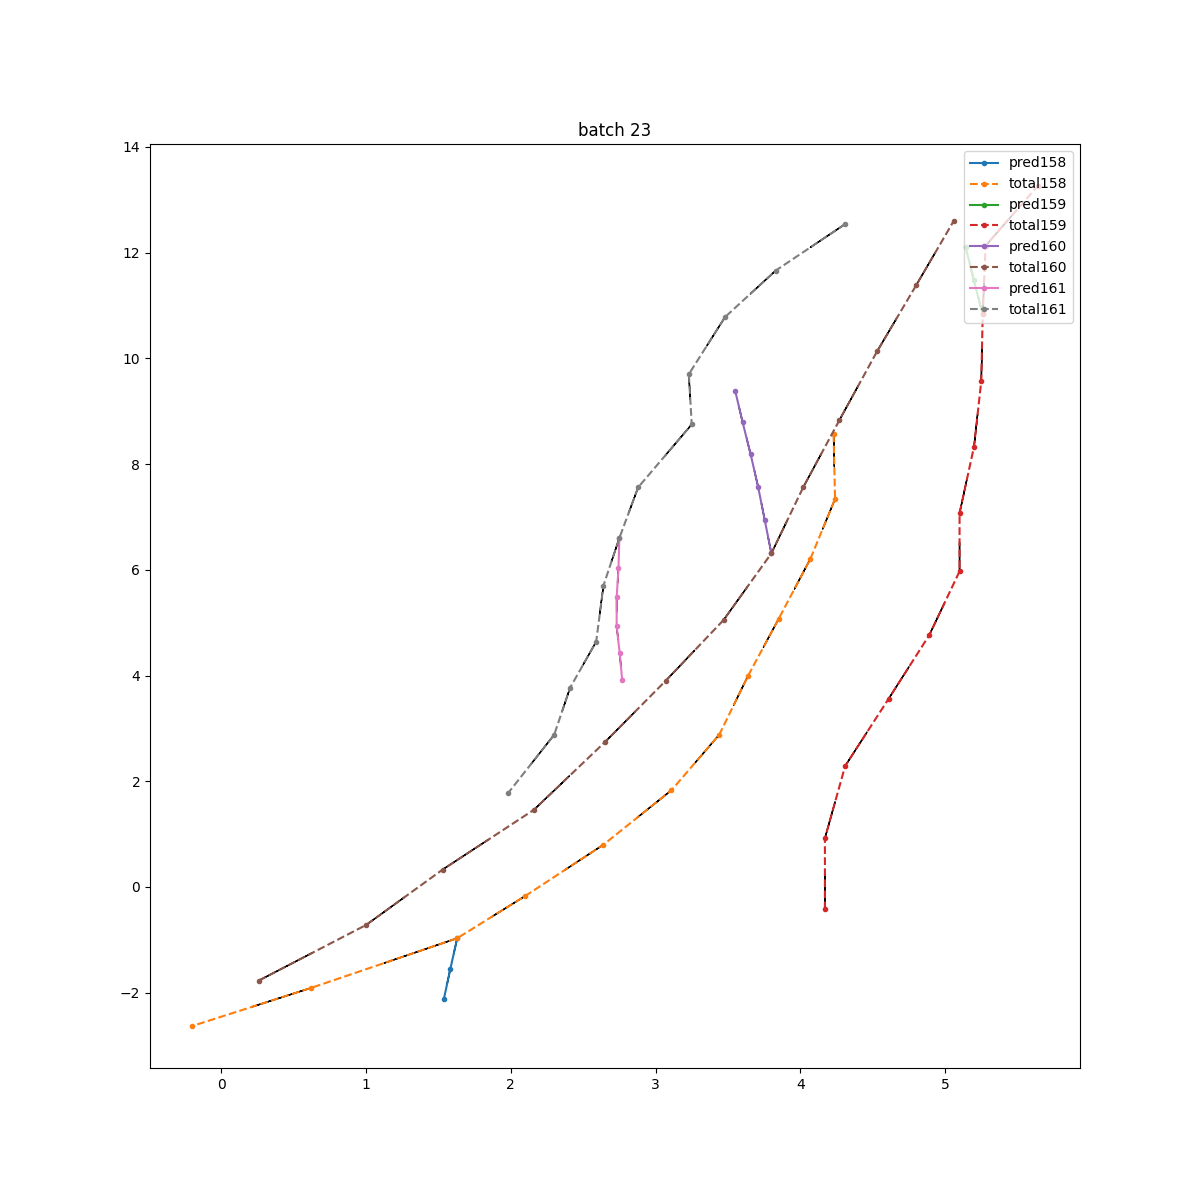 batch 23
14
12
10
8
6
4
2
0
−2
0 1 2 3 4 5
pred158
total158
pred159
total159
pred160
total160
pred161
total161